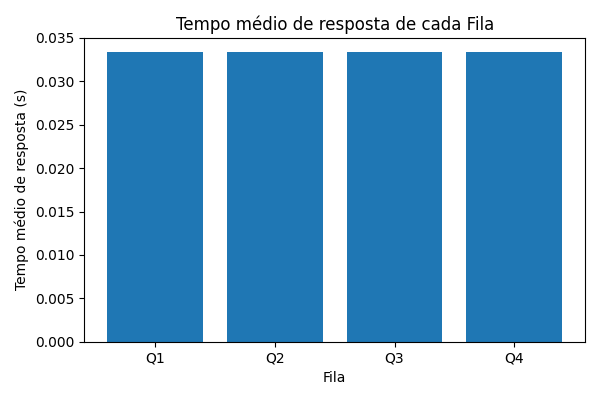 Tempo médio de resposta de cada Fila
Tempo médio de resposta (s)
0.035
0.030
0.025
0.020
0.015
0.010
0.005
0.000
Q1 Q2 Q3 Q4
Fila